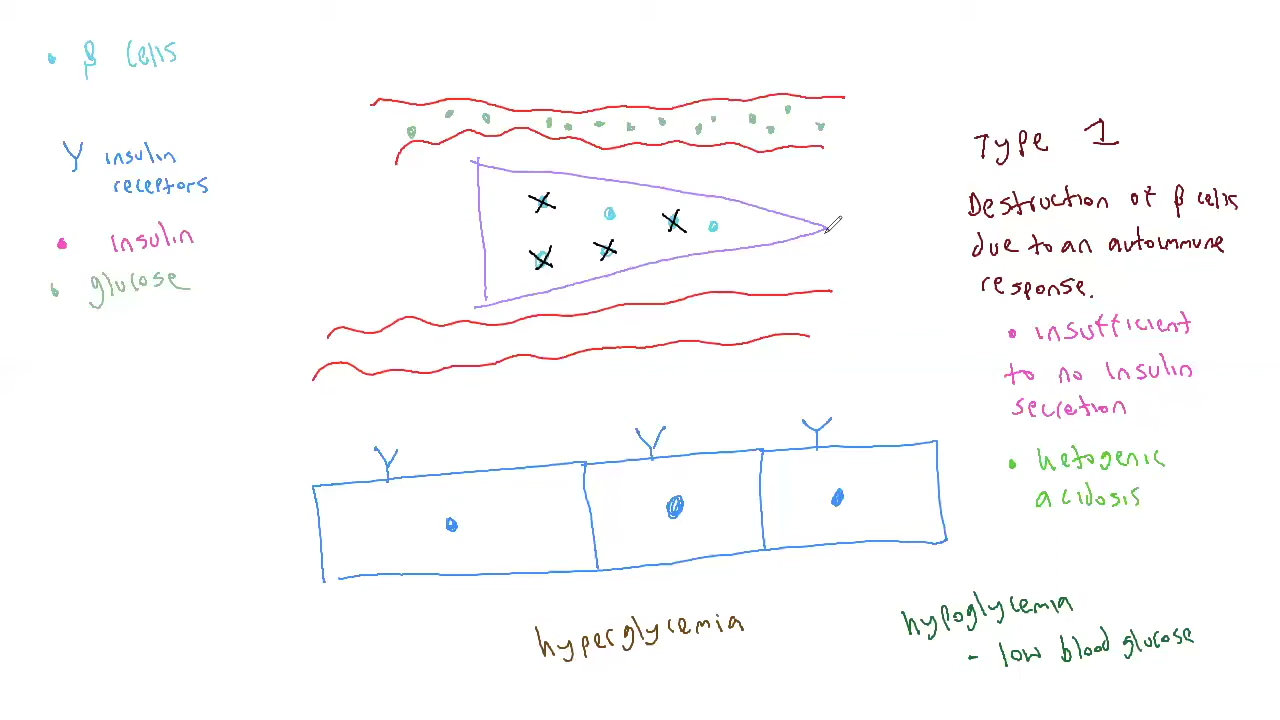 β cells
Y insulin
receptors
insulin
glucose
Type 1
Destruction of β cells
due to an autoimmune
response.
• insufficient
to no insulin
secretion
• ketogenic
acidosis
hyperglycemia
hypoglycemia
- low blood glucose